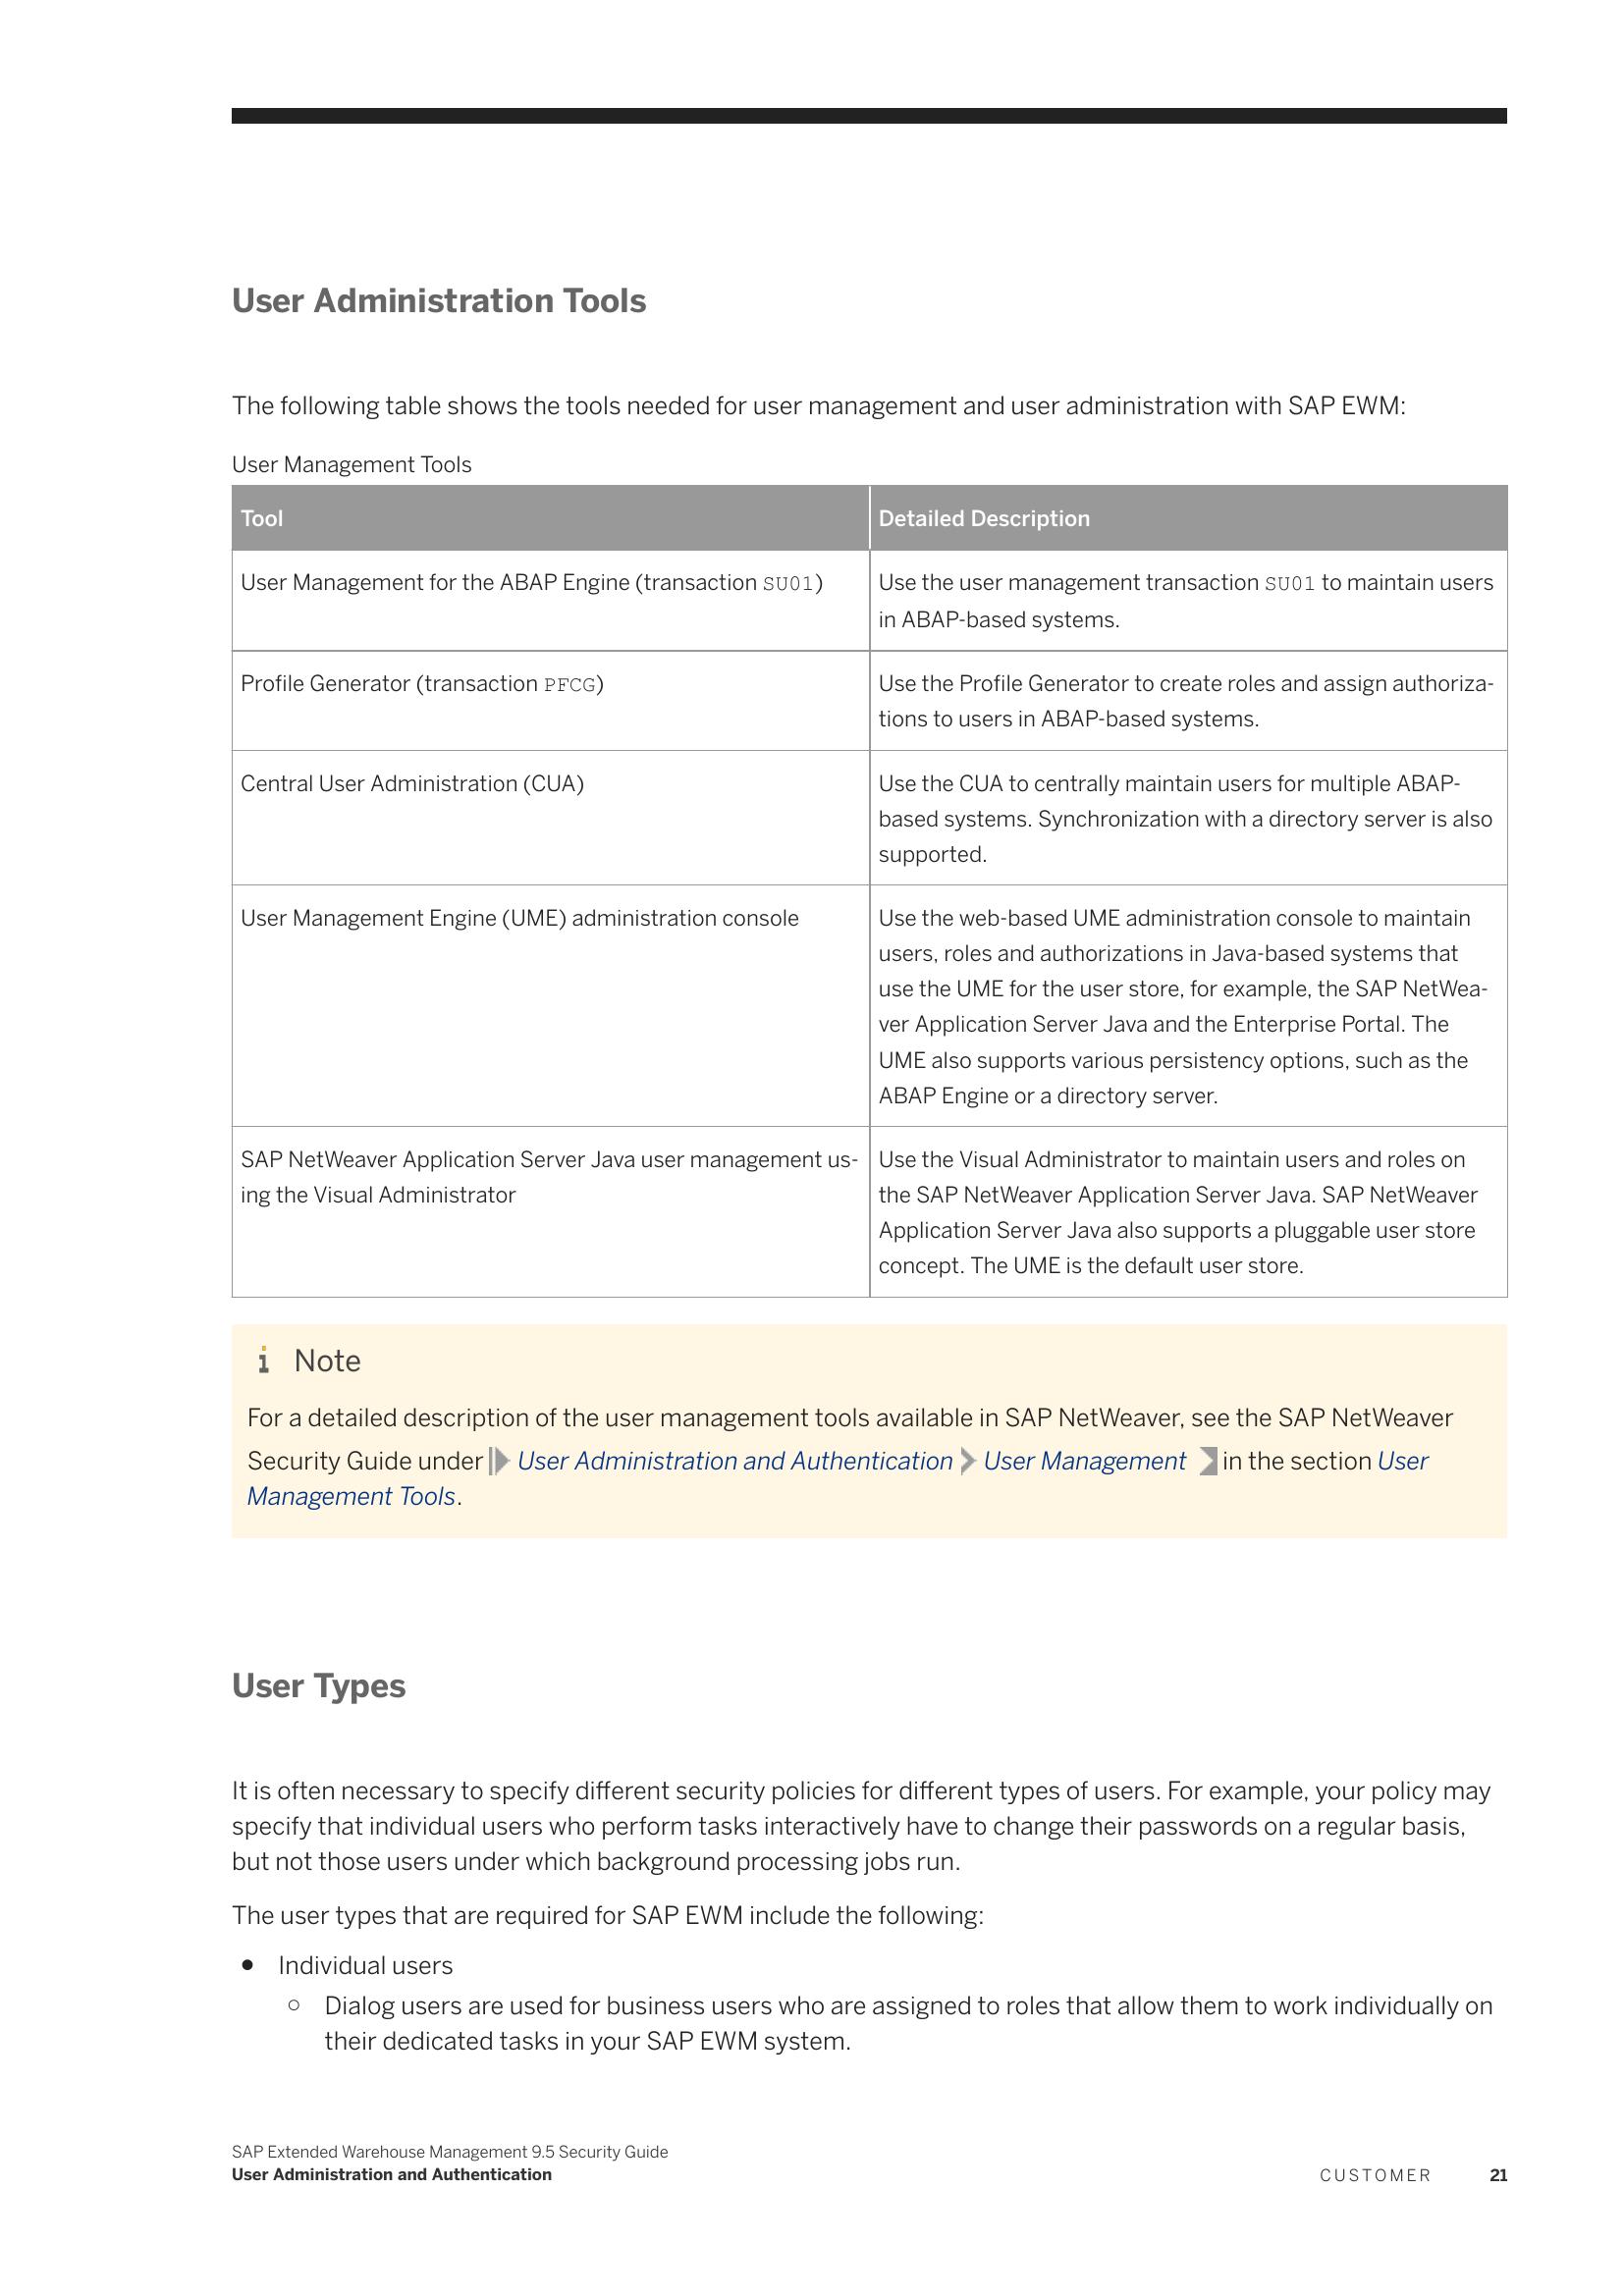 User Administration Tools
The following table shows the tools needed for user management and user administration with SAP EWM:
User Management Tools
Tool
Detailed Description
User Management for the ABAP Engine (transaction SU01)
Use the user management transaction SU01 to maintain users
in ABAP-based systems.
Profile Generator (transaction PFCG)
Use the Profile Generator to create roles and assign authoriza-
tions to users in ABAP-based systems.
Central User Administration (CUA)
Use the CUA to centrally maintain users for multiple ABAP-
based systems. Synchronization with a directory server is also
supported.
User Management Engine (UME) administration console
Use the web-based UME administration console to maintain
users, roles and authorizations in Java-based systems that
use the UME for the user store, for example, the SAP NetWea-
ver Application Server Java and the Enterprise Portal. The
UME also supports various persistency options, such as the
ABAP Engine or a directory server.
SAP NetWeaver Application Server Java user management us-
ing the Visual Administrator
Use the Visual Administrator to maintain users and roles on
the SAP NetWeaver Application Server Java. SAP NetWeaver
Application Server Java also supports a pluggable user store
concept. The UME is the default user store.
Note
For a detailed description of the user management tools available in SAP NetWeaver, see the SAP NetWeaver
Security Guide under User Administration and Authentication User Management in the section User
Management Tools.
User Types
It is often necessary to specify different security policies for different types of users. For example, your policy may
specify that individual users who perform tasks interactively have to change their passwords on a regular basis,
but not those users under which background processing jobs run.
The user types that are required for SAP EWM include the following:
● Individual users
○ Dialog users are used for business users who are assigned to roles that allow them to work individually on
their dedicated tasks in your SAP EWM system.
SAP Extended Warehouse Management 9.5 Security Guide
User Administration and Authentication
CUSTOMER 21